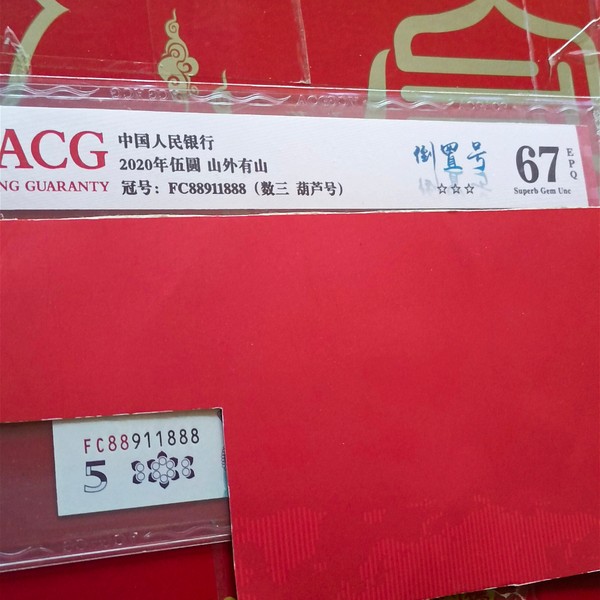 ACG
NG GUARANTY
中国人民银行
2020年伍圆 山外有山
冠号：FC88911888（数三 葫芦号）
倒置号
☆☆☆
67
EPQ
Superb Gem Unc
FC88911888
5